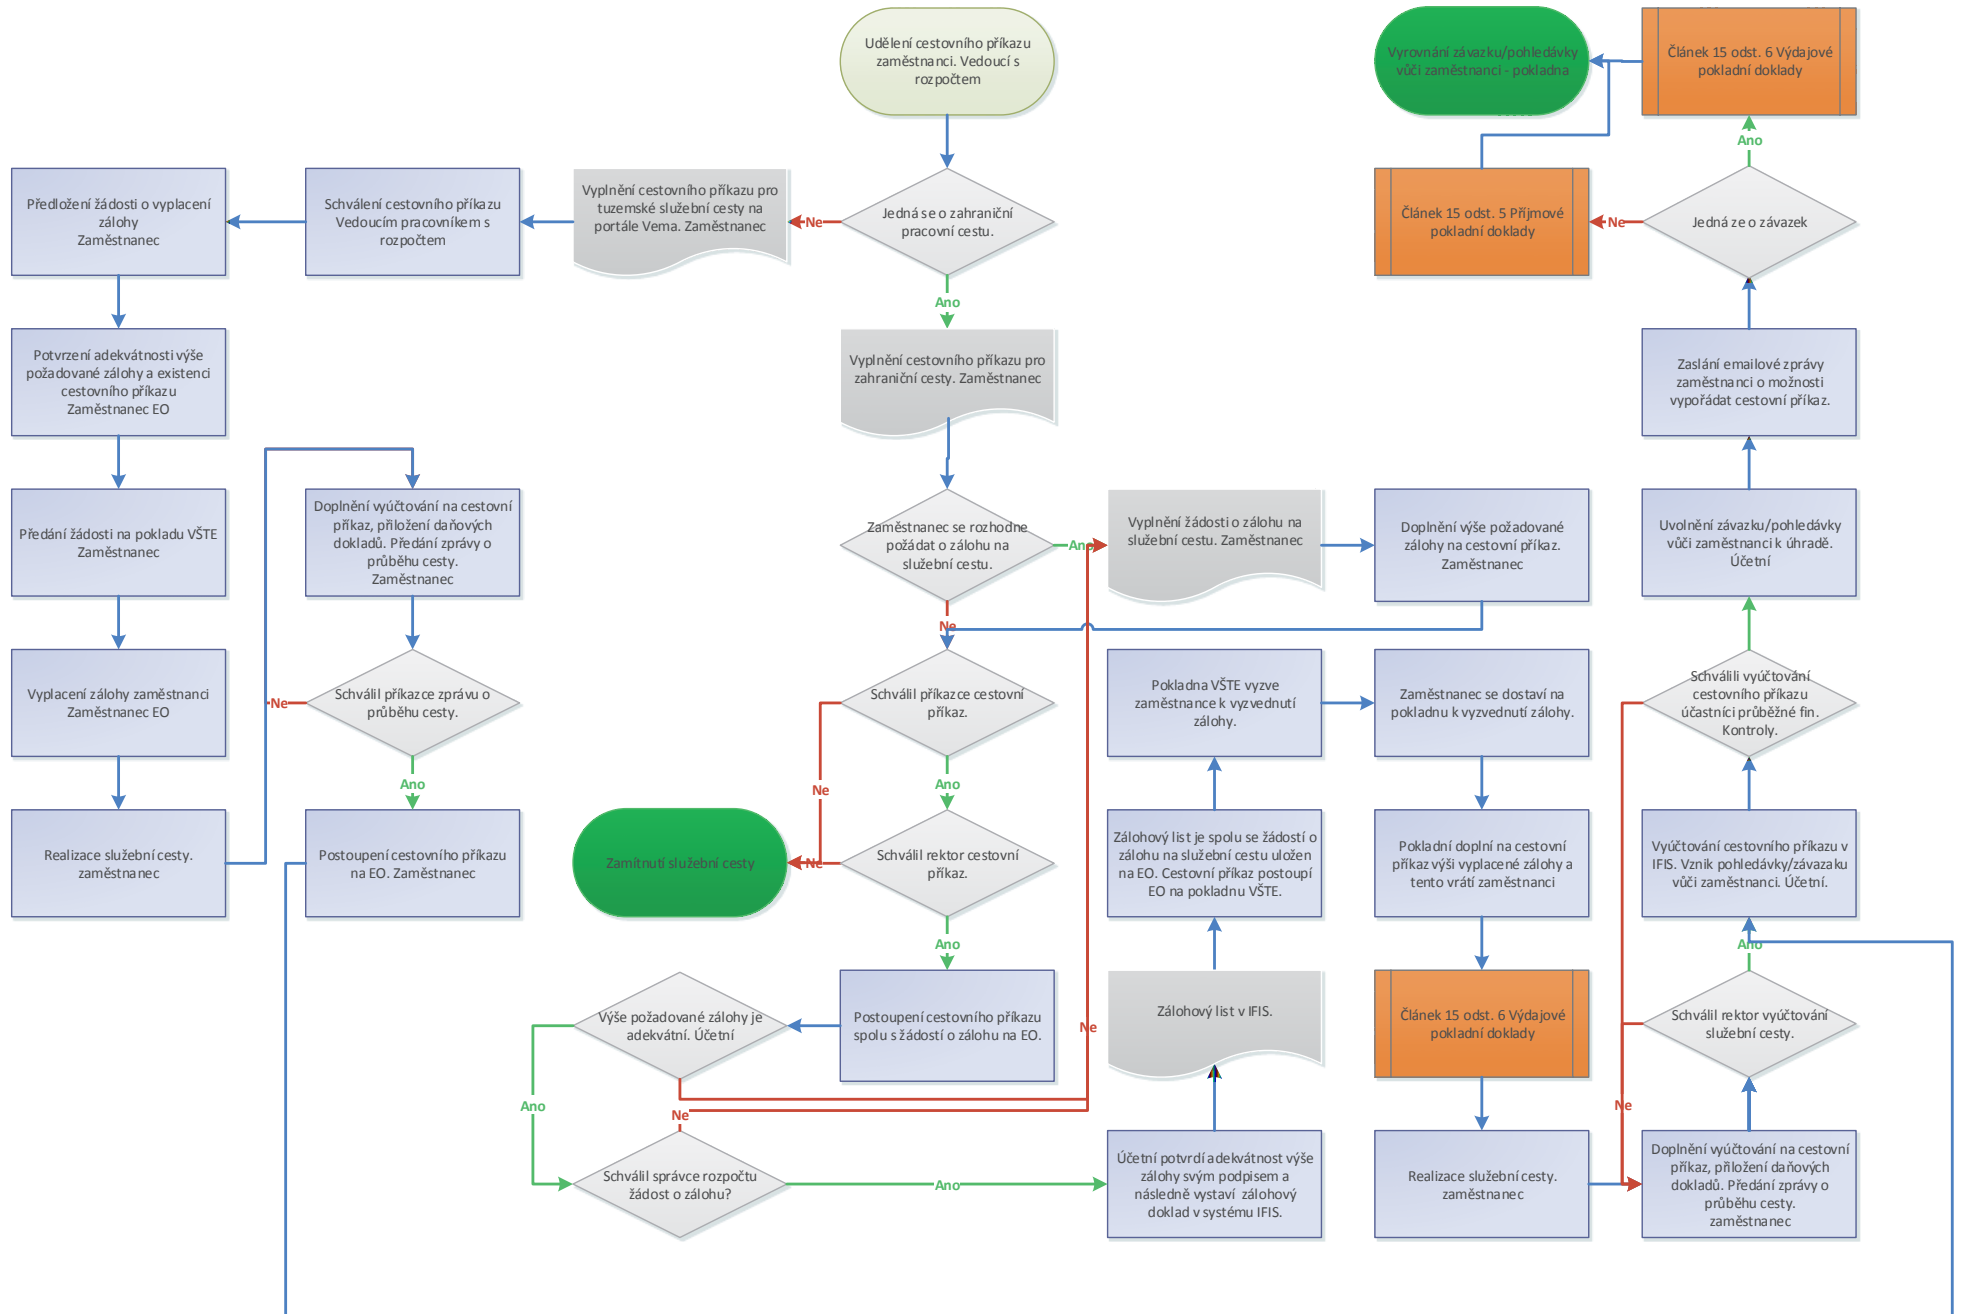 Udělení cestovního příkazu
zaměstnanci. Vedoucí s
rozpočtem
Vyrovnání závazku/pohledávky
vůči zaměstnanci - pokladna
Článek 15 odst. 6 Výdajové
pokladní doklady
Ano
Předložení žádosti o vyplacení
zálohy
Zaměstnanec
Schválení cestovního příkazu
Vedoucím pracovníkem s
rozpočtem
Vyplnění cestovního příkazu pro
tuzemské služební cesty na
portále Vema. Zaměstnanec
Ne
Jedná se o zahraniční
pracovní cestu.
Článek 15 odst. 5 Příjmové
pokladní doklady
Ne
Jedná ze o závazek
Ano
Potvrzení adekvátnosti výše
požadované zálohy a existenci
cestovního příkazu
Zaměstnanec EO
Vyplnění cestovního příkazu pro
zahraniční cesty. Zaměstnanec
Zaslání emailové zprávy
zaměstnanci o možnosti
vypořádat cestovní příkaz.
Předání žádosti na pokladu VŠTE
Zaměstnanec
Doplnění vyúčtování na cestovní
příkaz, přiložení daňových
dokladů. Předání zprávy o
průběhu cesty.
Zaměstnanec
Zaměstnanec se rozhodne
požádat o zálohu na
služební cestu.
Ano
Vyplnění žádosti o zálohu na
služební cestu. Zaměstnanec
Doplnění výše požadované
zálohy na cestovní příkaz.
Zaměstnanec
Uvolnění závazku/pohledávky
vůči zaměstnanci k úhradě.
Účetní
Ne
Vyplacení zálohy zaměstnanci
Zaměstnanec EO
Ne
Schválil příkazce zprávu o
průběhu cesty.
Schválil příkazce cestovní
příkaz.
Pokladna VŠTE vyzve
zaměstnance k vyzvednutí
zálohy.
Zaměstnanec se dostaví na
pokladnu k vyzvednutí zálohy.
Schválili vyúčtování
cestovního příkazu
účastníci průběžné fin.
Kontroly.
Ano
Ne
Ano
Realizace služební cesty.
zaměstnanec
Postoupení cestovního příkazu
na EO. Zaměstnanec
Zamítnutí služební cesty
Ne
Schválil rektor cestovní
příkaz.
Zálohový list je spolu se žádostí o
zálohu na služební cestu uložen
na EO. Cestovní příkaz postoupí
EO na pokladnu VŠTE.
Pokladní doplní na cestovní
příkaz výši vyplacené zálohy a
tento vrátí zaměstnanci
Vyúčtování cestovního příkazu v
IFIS. Vznik pohledávky/závazaku
vůči zaměstnanci. Účetní.
Ano
Ano
Výše požadované zálohy je
adekvátní. Účetní
Postoupení cestovního příkazu
spolu s žádostí o zálohu na EO.
Ne
Zálohový list v IFIS.
Článek 15 odst. 6 Výdajové
pokladní doklady
Schválil rektor vyúčtování
služební cesty.
Ano
Ne
Ne
Schválil správce rozpočtu
žádost o zálohu?
Ano
Účetní potvrdí adekvátnost výše
zálohy svým podpisem a
následně vystaví zálohový
doklad v systému IFIS.
Realizace služební cesty.
zaměstnanec
Doplnění vyúčtování na cestovní
příkaz, přiložení daňových
dokladů. Předání zprávy o
průběhu cesty.
zaměstnanec